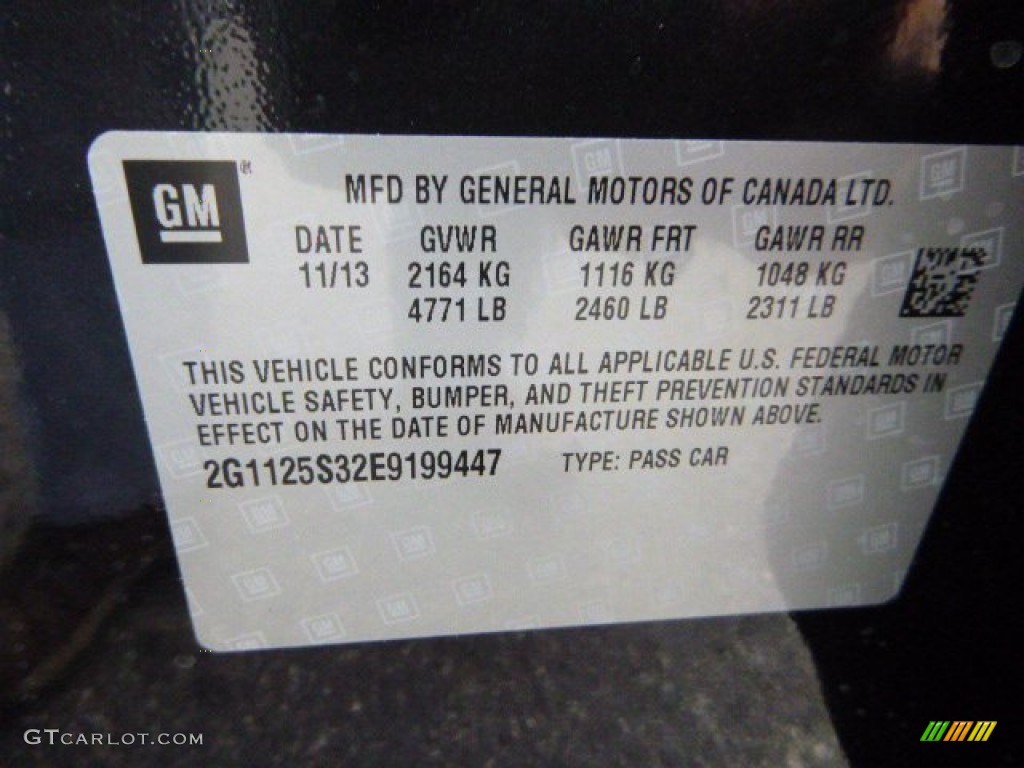 GM®
MFD BY GENERAL MOTORS OF CANADA LTD.
DATE GVWR GAWR FRT GAWR RR
11/13 2164 KG 1116 KG 1048 KG
4771 LB 2460 LB 2311 LB
THIS VEHICLE CONFORMS TO ALL APPLICABLE U.S. FEDERAL MOTOR
VEHICLE SAFETY, BUMPER, AND THEFT PREVENTION STANDARDS IN
EFFECT ON THE DATE OF MANUFACTURE SHOWN ABOVE.
2G1125S32E9199447 TYPE: PASS CAR
GTCARLOT.COM